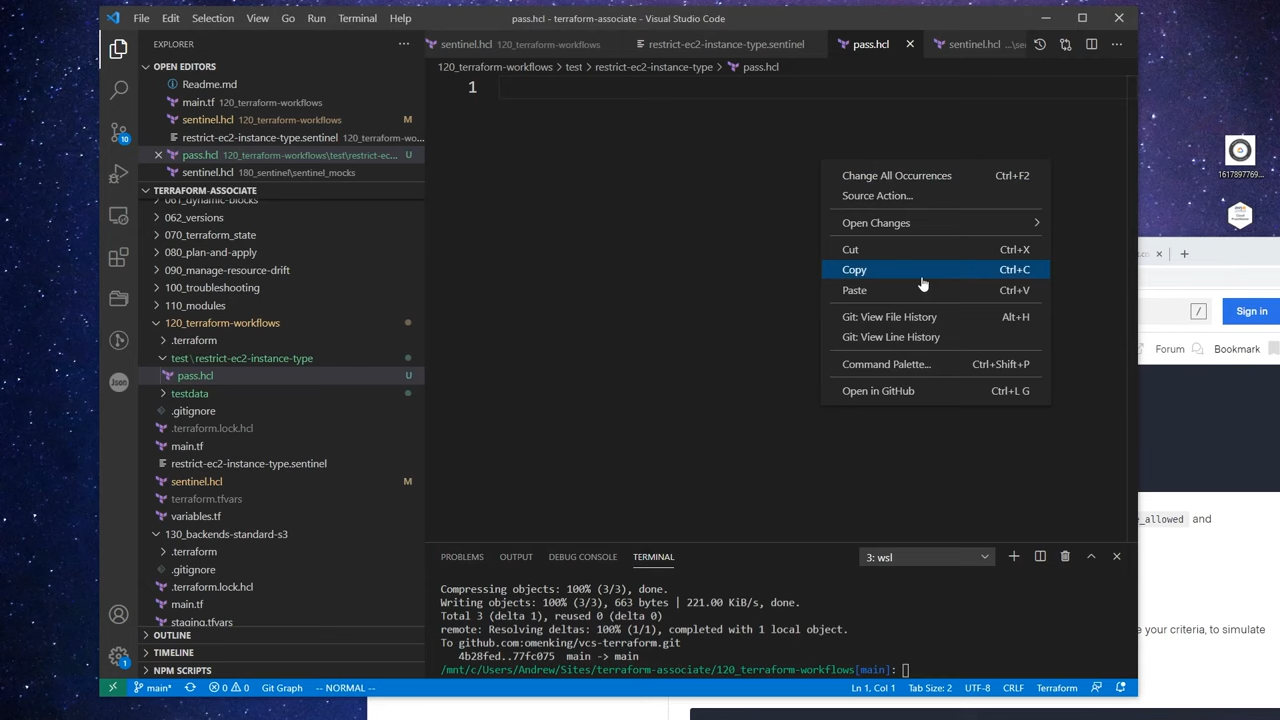 File Edit Selection View Go Run Terminal Help
pass.hcl - terraform-associate - Visual Studio Code
EXPLORER
OPEN EDITORS
Readme.md
main.tf 120_terraform-workflows
sentinel.hcl 120_terraform-workflows M
restrict-ec2-instance-type.sentinel 120_terraform-wo...
pass.hcl 120_terraform-workflows\test\restrict-ec... U
sentinel.hcl 180_sentinel\sentinel_mocks
TERRAFORM-ASSOCIATE
061_dynamic-blocks
062_versions
070_terraform_state
080_plan-and-apply
090_manage-resource-drift
100_troubleshooting
110_modules
120_terraform-workflows
.terraform
test \ restrict-ec2-instance-type
pass.hcl U
testdata
.gitignore
.terraform.lock.hcl
main.tf
restrict-ec2-instance-type.sentinel
sentinel.hcl M
terraform.tfvars
variables.tf
130_backends-standard-s3
.terraform
.gitignore
.terraform.lock.hcl
main.tf
staging.tfvars
OUTLINE
TIMELINE
NPM SCRIPTS
10
Json
1
sentinel.hcl 120_terraform-workflows
restrict-ec2-instance-type.sentinel
pass.hcl
sentinel.hcl ...\se
120_terraform-workflows > test > restrict-ec2-instance-type > pass.hcl
1
Change All Occurrences Ctrl+F2
Source Action...
Open Changes
Cut Ctrl+X
Copy Ctrl+C
Paste Ctrl+V
Git: View File History Alt+H
Git: View Line History
Command Palette... Ctrl+Shift+P
Open in GitHub Ctrl+L G
PROBLEMS OUTPUT DEBUG CONSOLE TERMINAL
3: wsl
Compressing objects: 100% (3/3), done.
Writing objects: 100% (3/3), 663 bytes | 221.00 KiB/s, done.
Total 3 (delta 1), reused 0 (delta 0)
remote: Resolving deltas: 100% (1/1), completed with 1 local object.
To github.com:omenking/vcs-terraform.git
4b28fed..77fc075 main -> main
/mnt/c/Users/Andrew/Sites/terraform-associate/120_terraform-workflows[main]:
main* 0 0 Git Graph -- NORMAL --
Ln 1, Col 1 Tab Size: 2 UTF-8 CRLF Terraform
1617897769...
/ Sign in
Forum Bookmark
_allowed and
e your criteria, to simulate